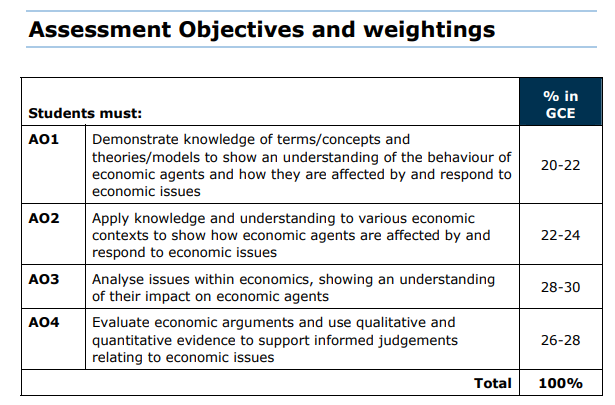 Assessment Objectives and weightings
Students must:
% in
GCE
AO1
Demonstrate knowledge of terms/concepts and
theories/models to show an understanding of the behaviour of
economic agents and how they are affected by and respond to
economic issues
20-22
AO2
Apply knowledge and understanding to various economic
contexts to show how economic agents are affected by and
respond to economic issues
22-24
AO3
Analyse issues within economics, showing an understanding
of their impact on economic agents
28-30
AO4
Evaluate economic arguments and use qualitative and
quantitative evidence to support informed judgements
relating to economic issues
26-28
Total
100%